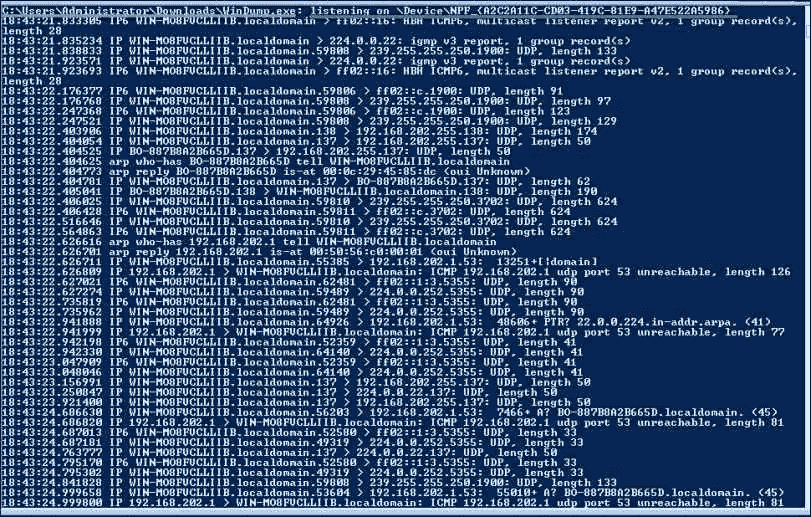 C:\Users\Administrator\Downloads\WinDump.exe: listening on \Device\NPF_{A2C2A11C-CD03-419C-81E9-A47E522A5986}
18:43:21.833305 IP6 WIN-MO8FVCLLIIB.localdomain > ff02::16: HBH ICMP6, multicast listener report v2, 1 group record(s),
length 28
18:43:21.835234 IP WIN-MO8FVCLLIIB.localdomain > 224.0.0.22: igmp v3 report, 1 group record(s)
18:43:21.838833 IP WIN-MO8FVCLLIIB.localdomain.59808 > 239.255.255.250.1900: UDP, length 133
18:43:21.923571 IP WIN-MO8FVCLLIIB.localdomain > 224.0.0.22: igmp v3 report, 1 group record(s)
18:43:21.923693 IP6 WIN-MO8FVCLLIIB.localdomain > ff02::16: HBH ICMP6, multicast listener report v2, 1 group record(s),
length 28
18:43:22.176377 IP6 WIN-MO8FVCLLIIB.localdomain.59806 > ff02::c.1900: UDP, length 91
18:43:22.176768 IP WIN-MO8FVCLLIIB.localdomain.59808 > 239.255.255.250.1900: UDP, length 97
18:43:22.247368 IP6 WIN-MO8FVCLLIIB.localdomain.59806 > ff02::c.1900: UDP, length 123
18:43:22.247521 IP WIN-MO8FVCLLIIB.localdomain.59808 > 239.255.255.250.1900: UDP, length 129
18:43:22.403906 IP WIN-MO8FVCLLIIB.localdomain.138 > 192.168.202.255.138: UDP, length 174
18:43:22.404054 IP WIN-MO8FVCLLIIB.localdomain.137 > 192.168.202.255.137: UDP, length 50
18:43:22.404525 IP BO-887B8A2B665D.137 > 192.168.202.255.137: UDP, length 50
18:43:22.404625 arp who-has BO-887B8A2B665D tell WIN-MO8FVCLLIIB.localdomain
18:43:22.404773 arp reply BO-887B8A2B665D is-at 00:0c:29:45:85:dc (oui Unknown)
18:43:22.404781 IP WIN-MO8FVCLLIIB.localdomain.137 > BO-887B8A2B665D.137: UDP, length 62
18:43:22.405041 IP BO-887B8A2B665D.138 > WIN-MO8FVCLLIIB.localdomain.138: UDP, length 190
18:43:22.406025 IP WIN-MO8FVCLLIIB.localdomain.59810 > 239.255.255.250.3702: UDP, length 624
18:43:22.406428 IP6 WIN-MO8FVCLLIIB.localdomain.59811 > ff02::c.3702: UDP, length 624
18:43:22.516646 IP WIN-MO8FVCLLIIB.localdomain.59810 > 239.255.255.250.3702: UDP, length 624
18:43:22.564863 IP6 WIN-MO8FVCLLIIB.localdomain.59811 > ff02::c.3702: UDP, length 624
18:43:22.626616 arp who-has 192.168.202.1 tell WIN-MO8FVCLLIIB.localdomain
18:43:22.626701 arp reply 192.168.202.1 is-at 00:50:56:c0:00:01 (oui Unknown)
18:43:22.626711 IP WIN-MO8FVCLLIIB.localdomain.55385 > 192.168.202.1.53:  13251+[!domain]
18:43:22.626809 IP 192.168.202.1 > WIN-MO8FVCLLIIB.localdomain: ICMP 192.168.202.1 udp port 53 unreachable, length 126
18:43:22.627021 IP6 WIN-MO8FVCLLIIB.localdomain.62481 > ff02::1:3.5355: UDP, length 90
18:43:22.627274 IP WIN-MO8FVCLLIIB.localdomain.59489 > 224.0.0.252.5355: UDP, length 90
18:43:22.735819 IP6 WIN-MO8FVCLLIIB.localdomain.62481 > ff02::1:3.5355: UDP, length 90
18:43:22.735962 IP WIN-MO8FVCLLIIB.localdomain.59489 > 224.0.0.252.5355: UDP, length 90
18:43:22.941888 IP WIN-MO8FVCLLIIB.localdomain.64926 > 192.168.202.1.53:  48606+ PTR? 22.0.0.224.in-addr.arpa. (41)
18:43:22.941999 IP 192.168.202.1 > WIN-MO8FVCLLIIB.localdomain: ICMP 192.168.202.1 udp port 53 unreachable, length 77
18:43:22.942198 IP6 WIN-MO8FVCLLIIB.localdomain.52359 > ff02::1:3.5355: UDP, length 41
18:43:22.942330 IP WIN-MO8FVCLLIIB.localdomain.64140 > 224.0.0.252.5355: UDP, length 41
18:43:23.047909 IP6 WIN-MO8FVCLLIIB.localdomain.52359 > ff02::1:3.5355: UDP, length 41
18:43:23.048046 IP WIN-MO8FVCLLIIB.localdomain.64140 > 224.0.0.252.5355: UDP, length 41
18:43:23.156991 IP WIN-MO8FVCLLIIB.localdomain.137 > 192.168.202.255.137: UDP, length 50
18:43:23.250847 IP WIN-MO8FVCLLIIB.localdomain.137 > 224.0.0.22.137: UDP, length 50
18:43:23.921400 IP WIN-MO8FVCLLIIB.localdomain.137 > 192.168.202.255.137: UDP, length 50
18:43:24.686630 IP WIN-MO8FVCLLIIB.localdomain.56203 > 192.168.202.1.53:  7466+ A? BO-887B8A2B665D.localdomain. (45)
18:43:24.686820 IP 192.168.202.1 > WIN-MO8FVCLLIIB.localdomain: ICMP 192.168.202.1 udp port 53 unreachable, length 81
18:43:24.687013 IP6 WIN-MO8FVCLLIIB.localdomain.52580 > ff02::1:3.5355: UDP, length 33
18:43:24.687181 IP WIN-MO8FVCLLIIB.localdomain.49319 > 224.0.0.252.5355: UDP, length 33
18:43:24.763777 IP WIN-MO8FVCLLIIB.localdomain.137 > 224.0.0.22.137: UDP, length 50
18:43:24.795170 IP6 WIN-MO8FVCLLIIB.localdomain.52580 > ff02::1:3.5355: UDP, length 33
18:43:24.795302 IP WIN-MO8FVCLLIIB.localdomain.49319 > 224.0.0.252.5355: UDP, length 33
18:43:24.841828 IP WIN-MO8FVCLLIIB.localdomain.59808 > 239.255.255.250.1900: UDP, length 133
18:43:24.999658 IP WIN-MO8FVCLLIIB.localdomain.53604 > 192.168.202.1.53:  55010+ A? BO-887B8A2B665D.localdomain. (45)
18:43:24.999800 IP 192.168.202.1 > WIN-MO8FVCLLIIB.localdomain: ICMP 192.168.202.1 udp port 53 unreachable, length 81